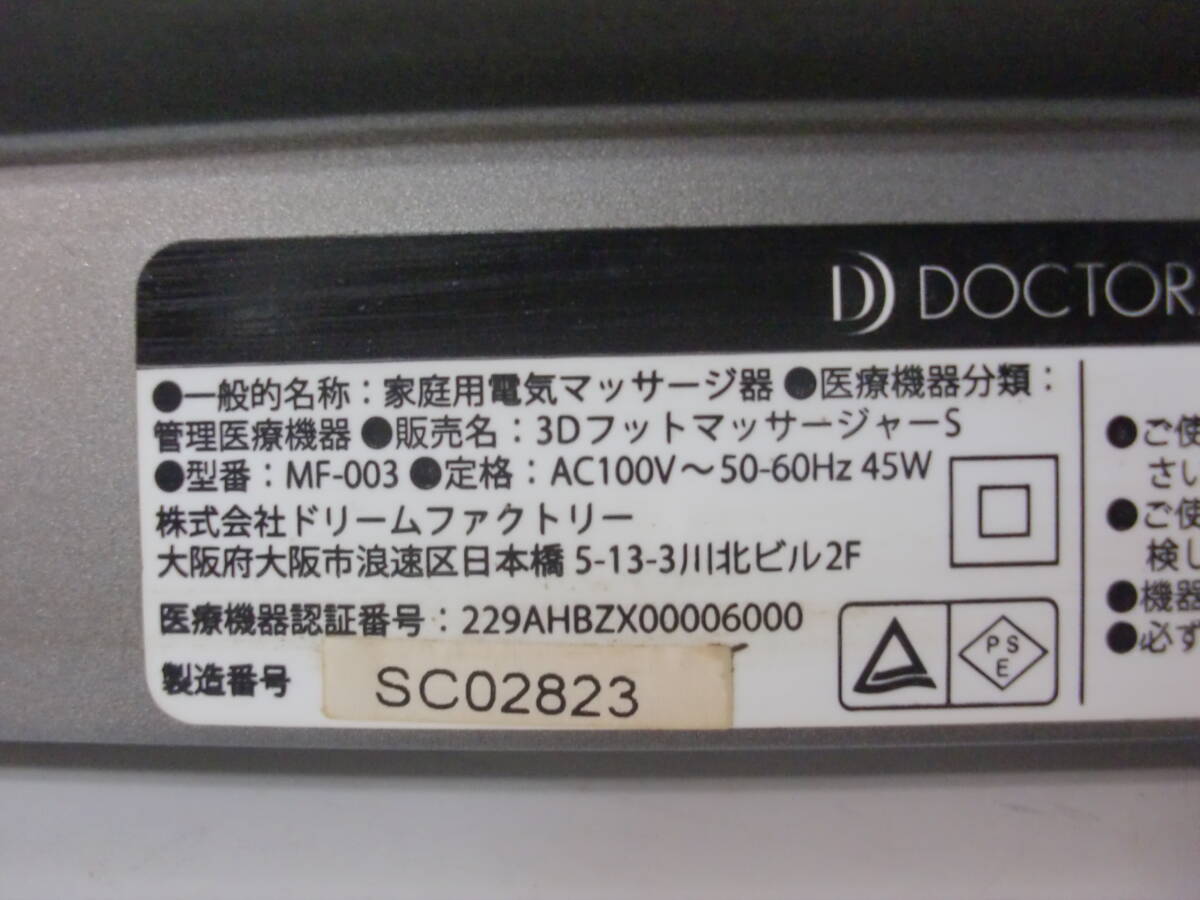 DOCTOR
●一般的名称：家庭用電気マッサージ器 ●医療機器分類：
管理医療機器 ●販売名：3DフットマッサージャーS
●型番：MF-003 ●定格：AC100V～50-60Hz 45W
株式会社ドリームファクトリー
大阪府大阪市浪速区日本橋 5-13-3川北ビル2F
医療機器認証番号：229AHBZX00006000
製造番号 SC02823
PS
E
●ご使
さい
●ご使
検し
●機器
●必ず